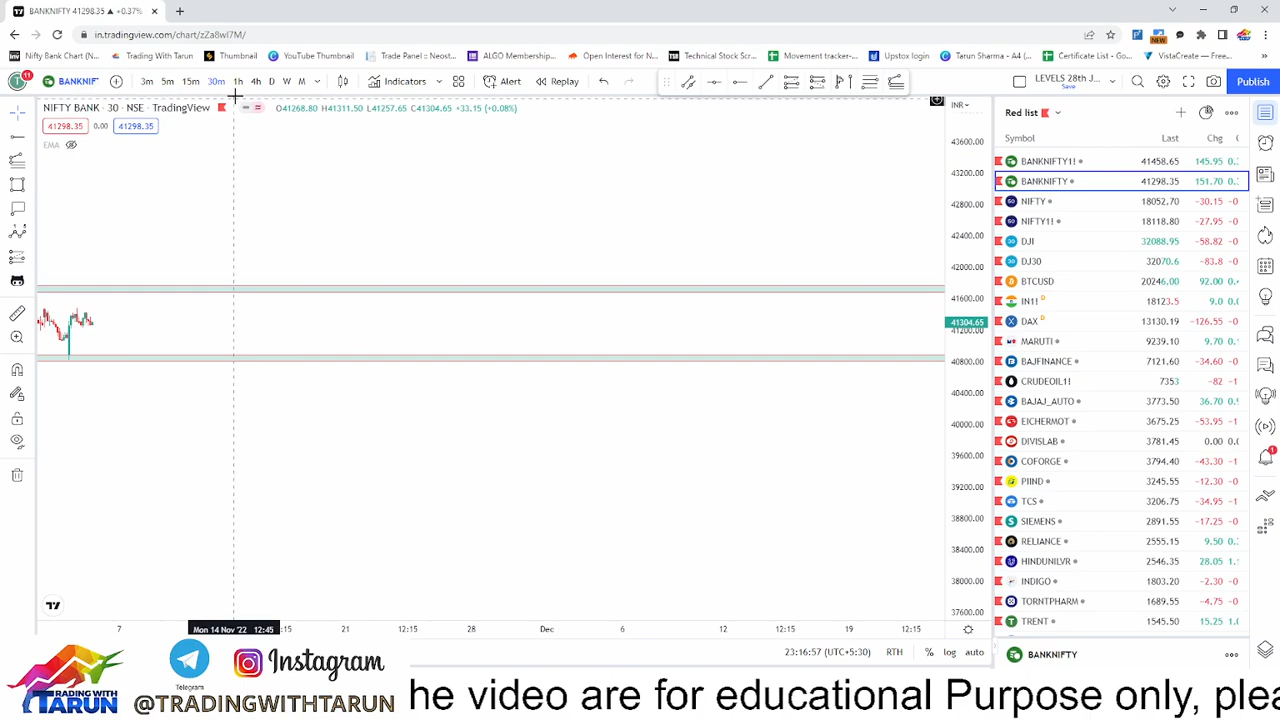 BANKNIFTY 41298.35 ▲ +0.37%
in.tradingview.com/chart/zZa8wI7M/
Nifty Bank Chart (N...
Trading With Tarun
Thumbnail
YouTube Thumbnail
Trade Panel :: Neost...
ALGO Membership...
Open Interest for N...
Technical Stock Scr...
Movement tracker-...
Upstox login
Tarun Sharma - A4 (...
Certificate List - Go...
VistaCreate — Very...
11
BANKNIF
3m 5m 15m 30m 1h 4h D W M
Indicators
Alert
Replay
LEVELS 28th J...
Save
Publish
NIFTY BANK · 30 · NSE · TradingView
O41268.80 H41311.50 L41257.65 C41304.65 +33.15 (+0.08%)
41298.35 0.00 41298.35
EMA
INR
43600.00
43200.00
42800.00
42400.00
42000.00
41600.00
41304.65
41200.00
40800.00
40400.00
40000.00
39600.00
39200.00
38800.00
38400.00
38000.00
37600.00
7 Mon 14 Nov '22 12:45 :15 21 12:15 28 Dec 6 12 12:15 19 12:15
23:16:57 (UTC+5:30) RTH % log auto
Red list
Symbol Last Chg
BANKNIFTY1! 41458.65 145.95
BANKNIFTY 41298.35 151.70
NIFTY 18052.70 -30.15
NIFTY1! 18118.80 -27.95
DJI 32088.95 -58.82
DJ30 32070.6 -83.8
BTCUSD 20246.00 92.00
IN1! D 18123.5 9.0
DAX D 13130.19 -126.55
MARUTI 9239.10 9.70
BAJFINANCE 7121.60 -34.60
CRUDEOIL1! 7353 -82
BAJAJ_AUTO 3773.50 36.70
EICHERMOT 3675.25 -53.95
DIVISLAB 3781.45 0.00
COFORGE 3794.40 -43.30
PIIND 3245.55 -12.30
TCS 3206.75 -34.95
SIEMENS 2891.55 -17.25
RELIANCE 2555.15 9.50
HINDUNILVR 2546.35 28.05
INDIGO 1803.20 -2.30
TORNTPHARM 1689.55 -4.75
TRENT 1545.50 15.25
BANKNIFTY
TRADING WITH
TARUN
Telegram
Instagram
@TRADINGWITHTARUN
he video are for educational Purpose only, plea